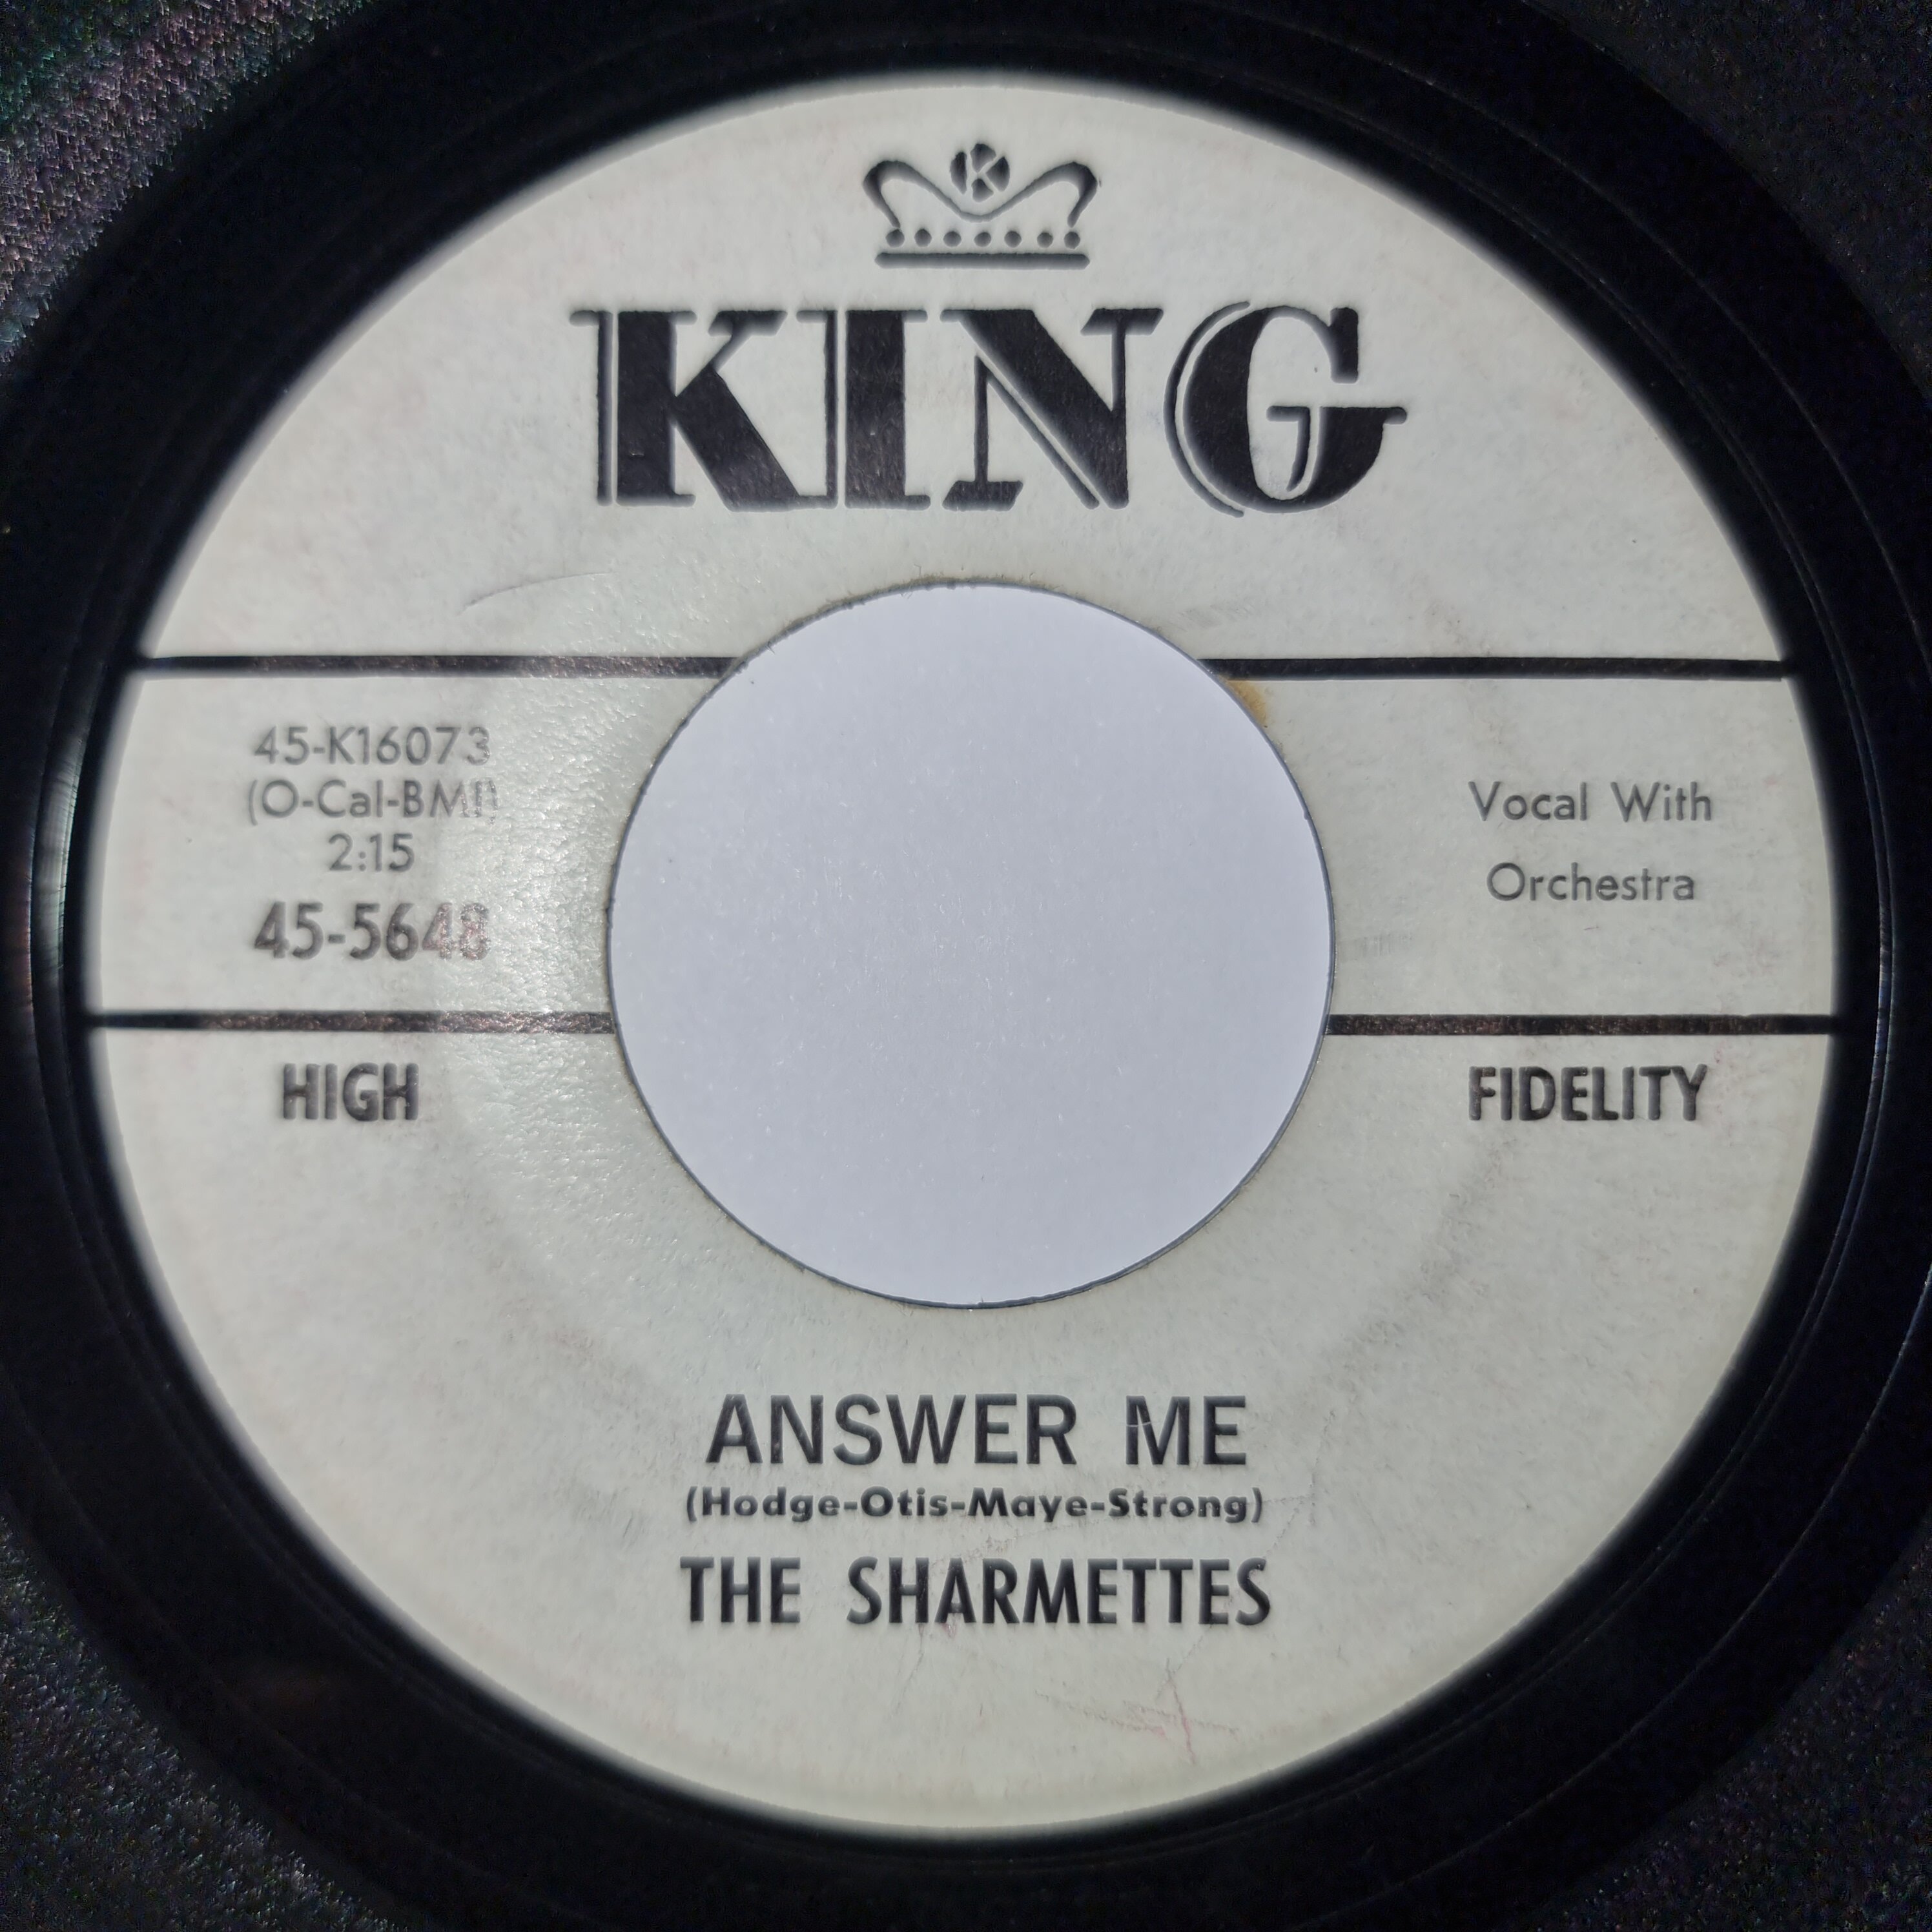 K
KING
45-K16073
(O-Cal-BMI)
2:15
45-5648
Vocal With
Orchestra
HIGH FIDELITY
ANSWER ME
(Hodge-Otis-Maye-Strong)
THE SHARMETTES